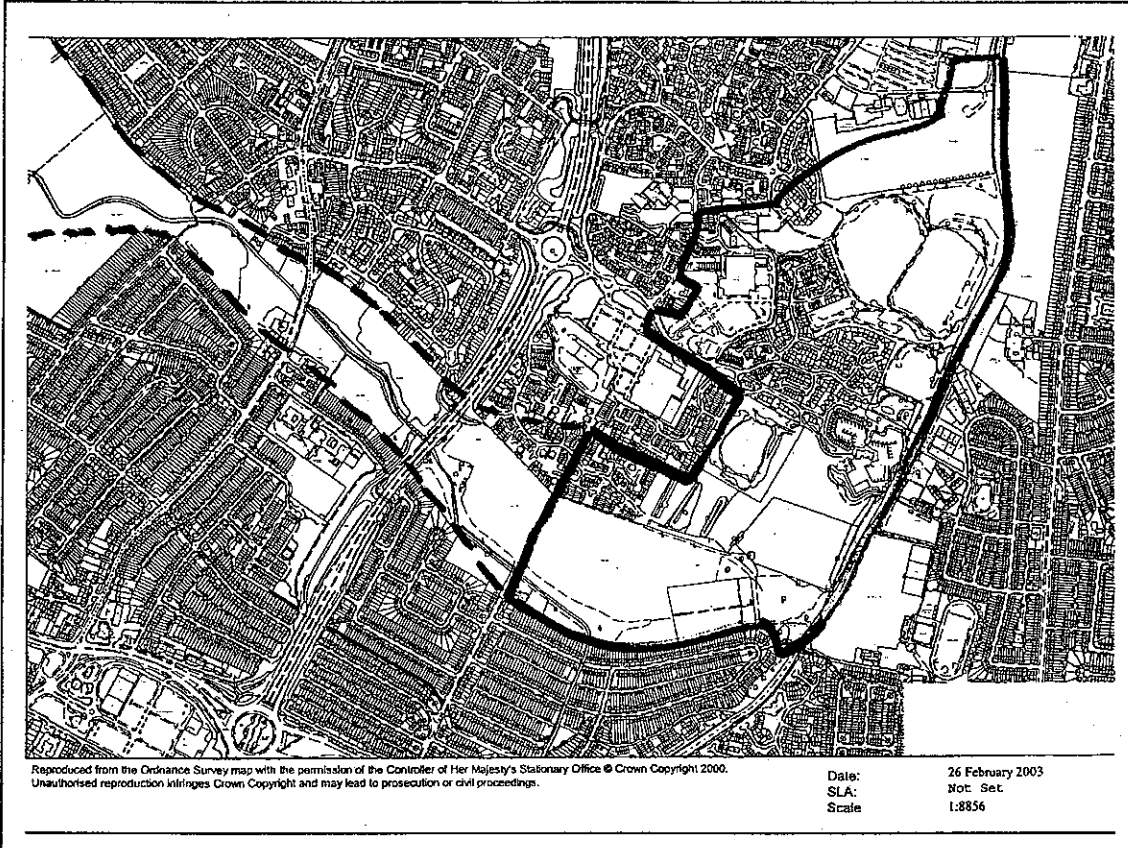 Reproduced from the Ordnance Survey map with the permission of the Controller of Her Majesty's Stationary Office © Crown Copyright 2000.
Unauthorised reproduction infringes Crown Copyright and may lead to prosecution or civil proceedings.
Date: 26 February 2003
SLA: Not Set
Scale 1:8856